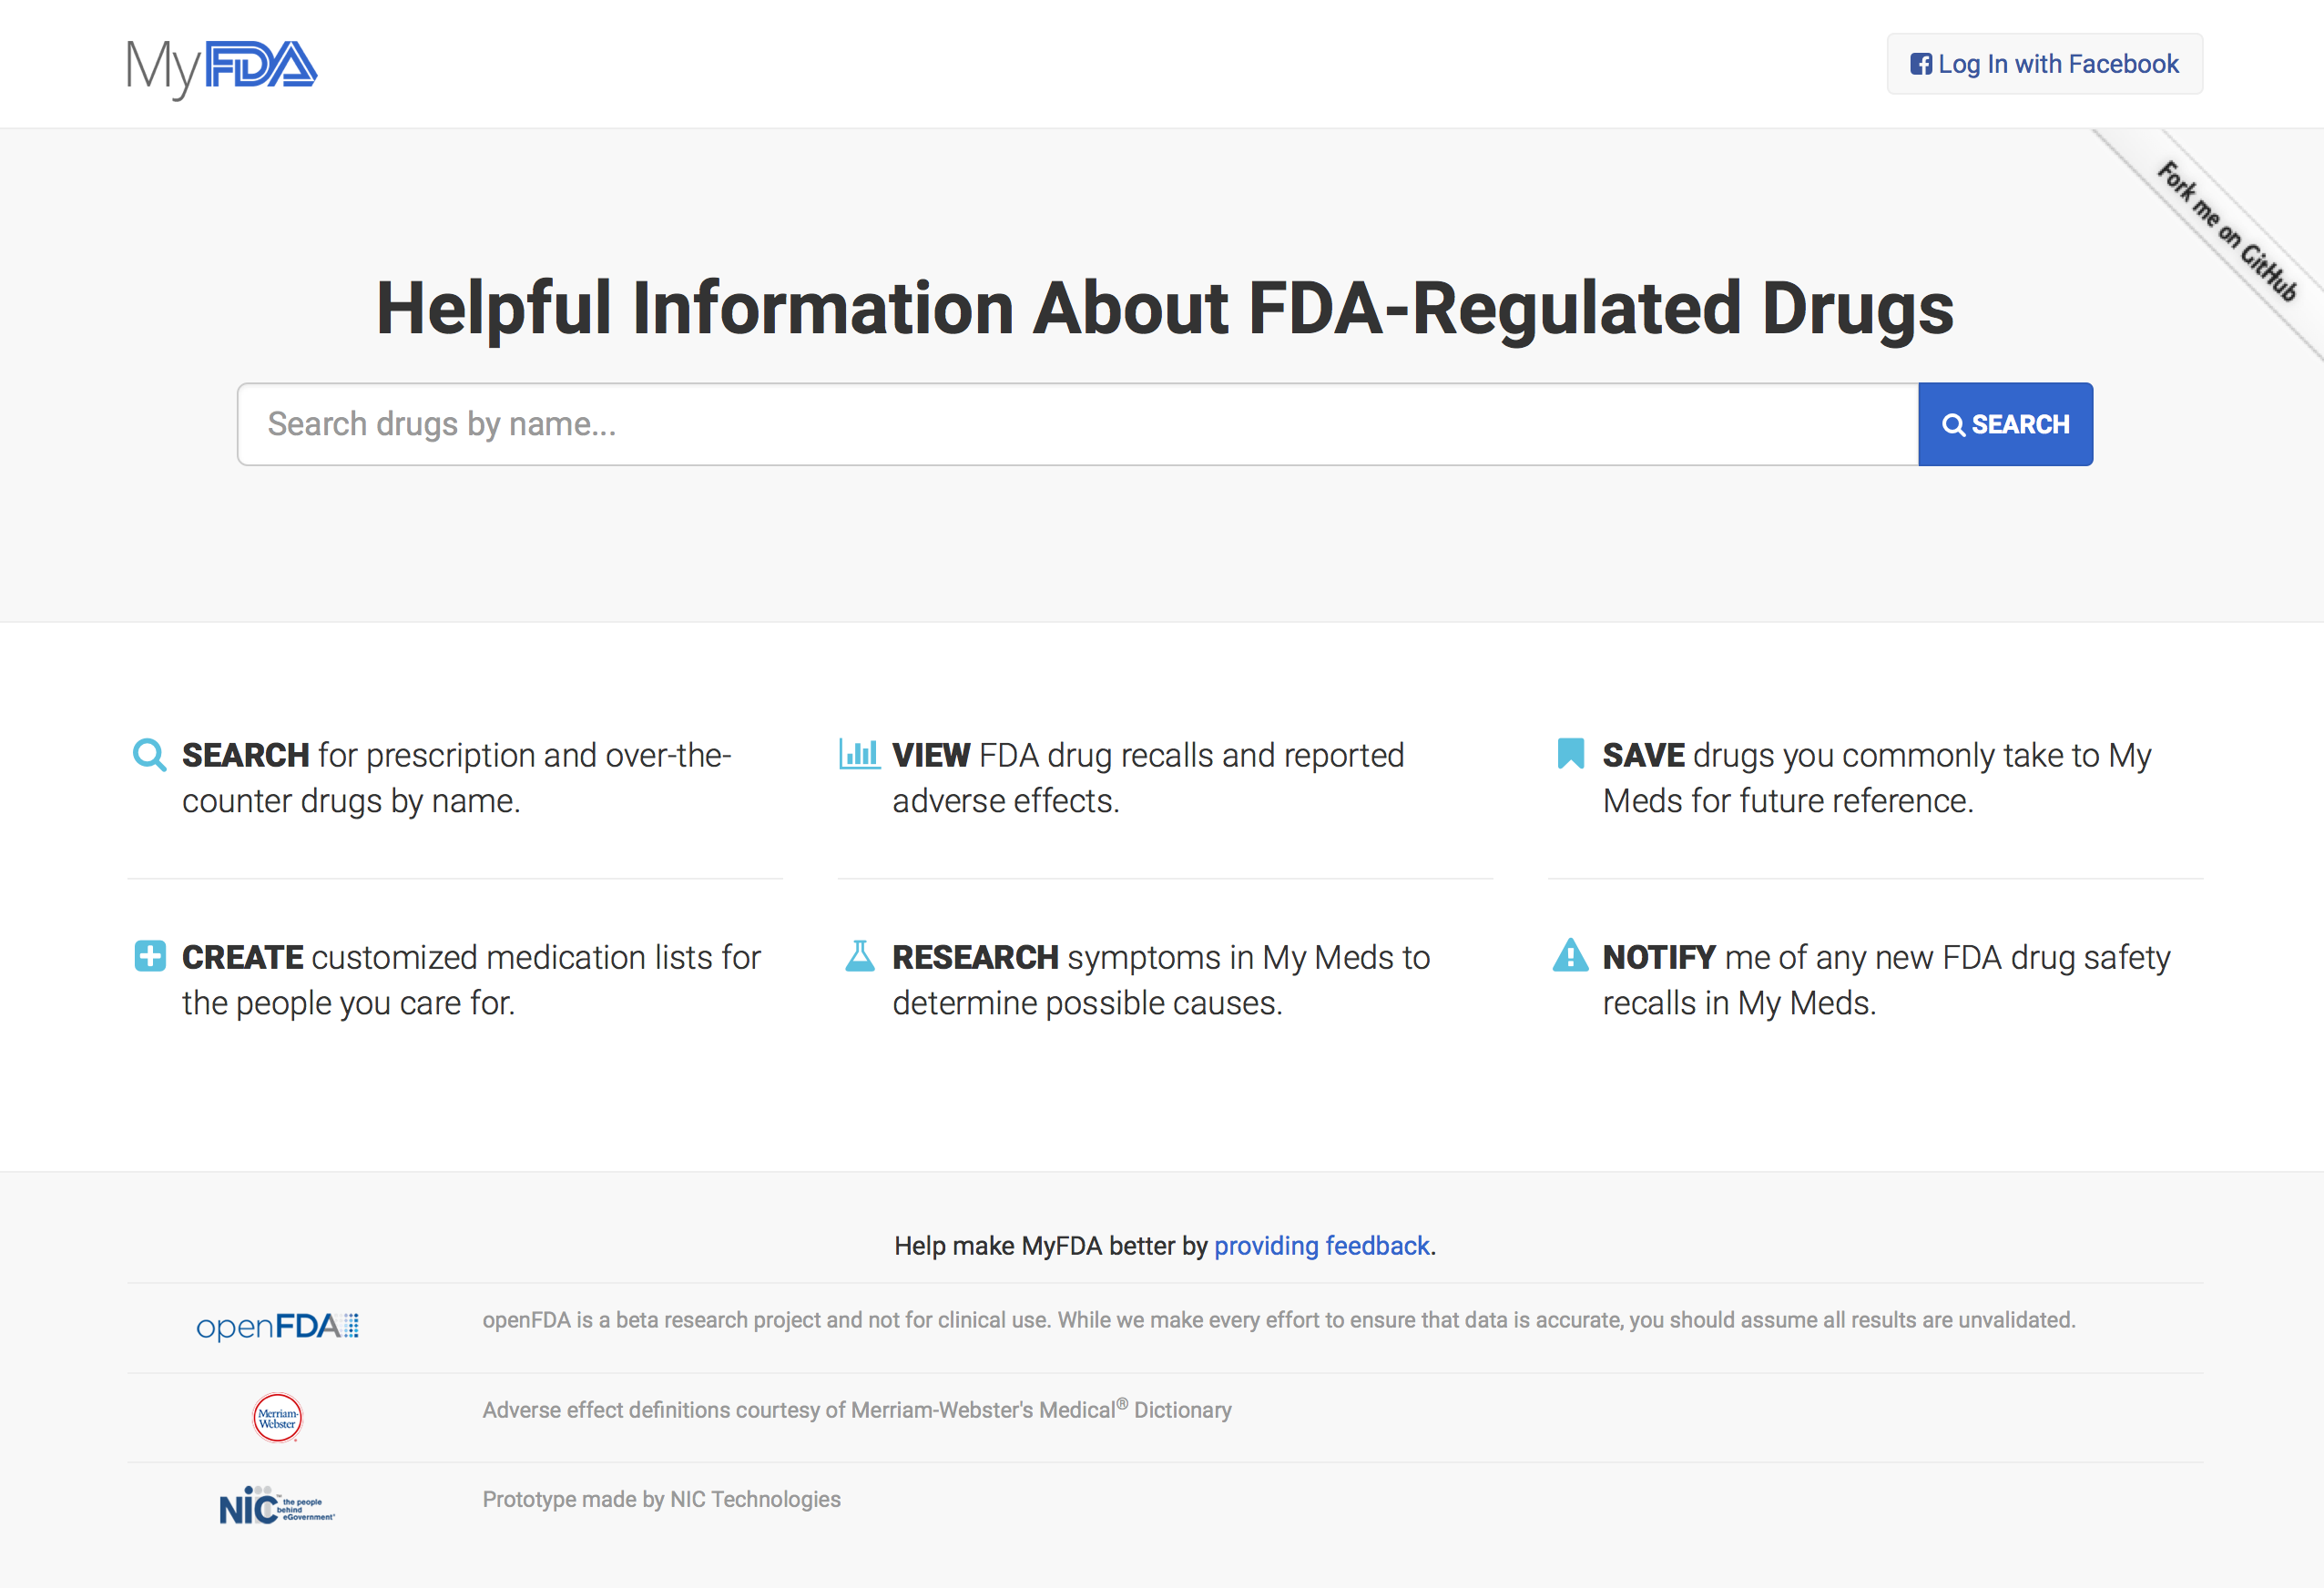 MyFDA
Log In with Facebook
Fork me on GitHub
Helpful Information About FDA-Regulated Drugs
Search drugs by name...
SEARCH
SEARCH for prescription and over-the-
counter drugs by name.
VIEW FDA drug recalls and reported
adverse effects.
SAVE drugs you commonly take to My
Meds for future reference.
CREATE customized medication lists for
the people you care for.
RESEARCH symptoms in My Meds to
determine possible causes.
NOTIFY me of any new FDA drug safety
recalls in My Meds.
Help make MyFDA better by providing feedback.
openFDA
openFDA is a beta research project and not for clinical use. While we make every effort to ensure that data is accurate, you should assume all results are unvalidated.
Merriam-
Webster
Adverse effect definitions courtesy of Merriam-Webster's Medical® Dictionary
NIC™
the people
behind
eGovernment®
Prototype made by NIC Technologies